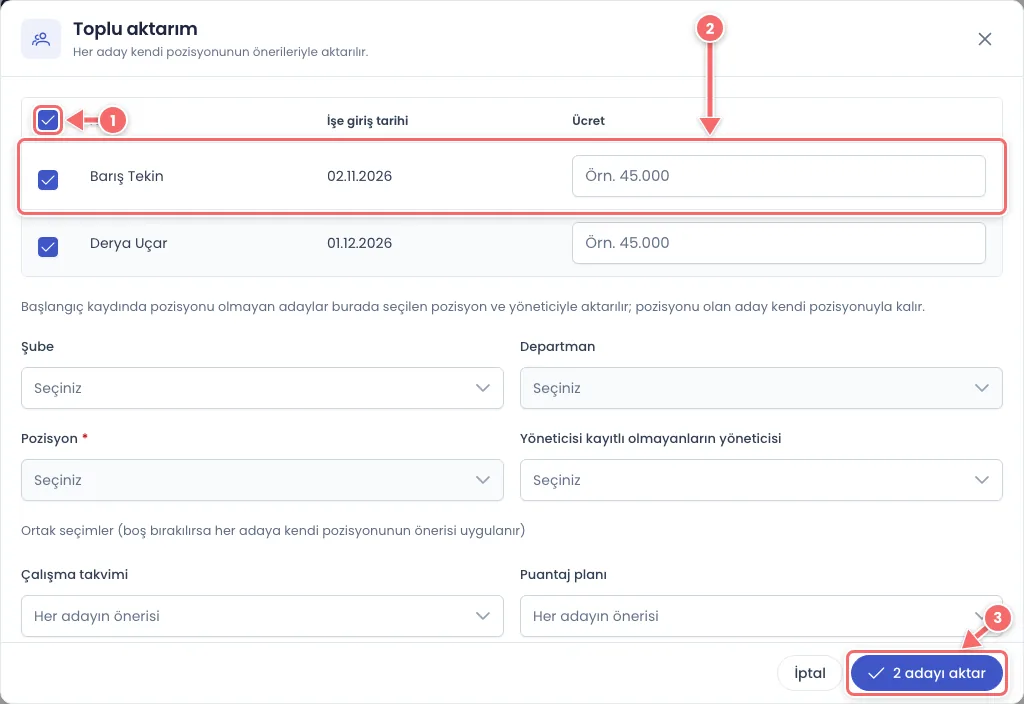 Toplu aktarım
Her aday kendi pozisyonunun önerileriyle aktarılır.
2
1
İşe giriş tarihi
Ücret
Barış Tekin
02.11.2026
Örn. 45.000
Derya Uçar
01.12.2026
Örn. 45.000
Başlangıç kaydında pozisyonu olmayan adaylar burada seçilen pozisyon ve yöneticiyle aktarılır; pozisyonu olan aday kendi pozisyonuyla kalır.
Şube
Departman
Seçiniz
Seçiniz
Pozisyon *
Yöneticisi kayıtlı olmayanların yöneticisi
Seçiniz
Seçiniz
Ortak seçimler (boş bırakılırsa her adaya kendi pozisyonunun önerisi uygulanır)
Çalışma takvimi
Puantaj planı
Her adayın önerisi
Her adayın önerisi
3
İptal
2 adayı aktar